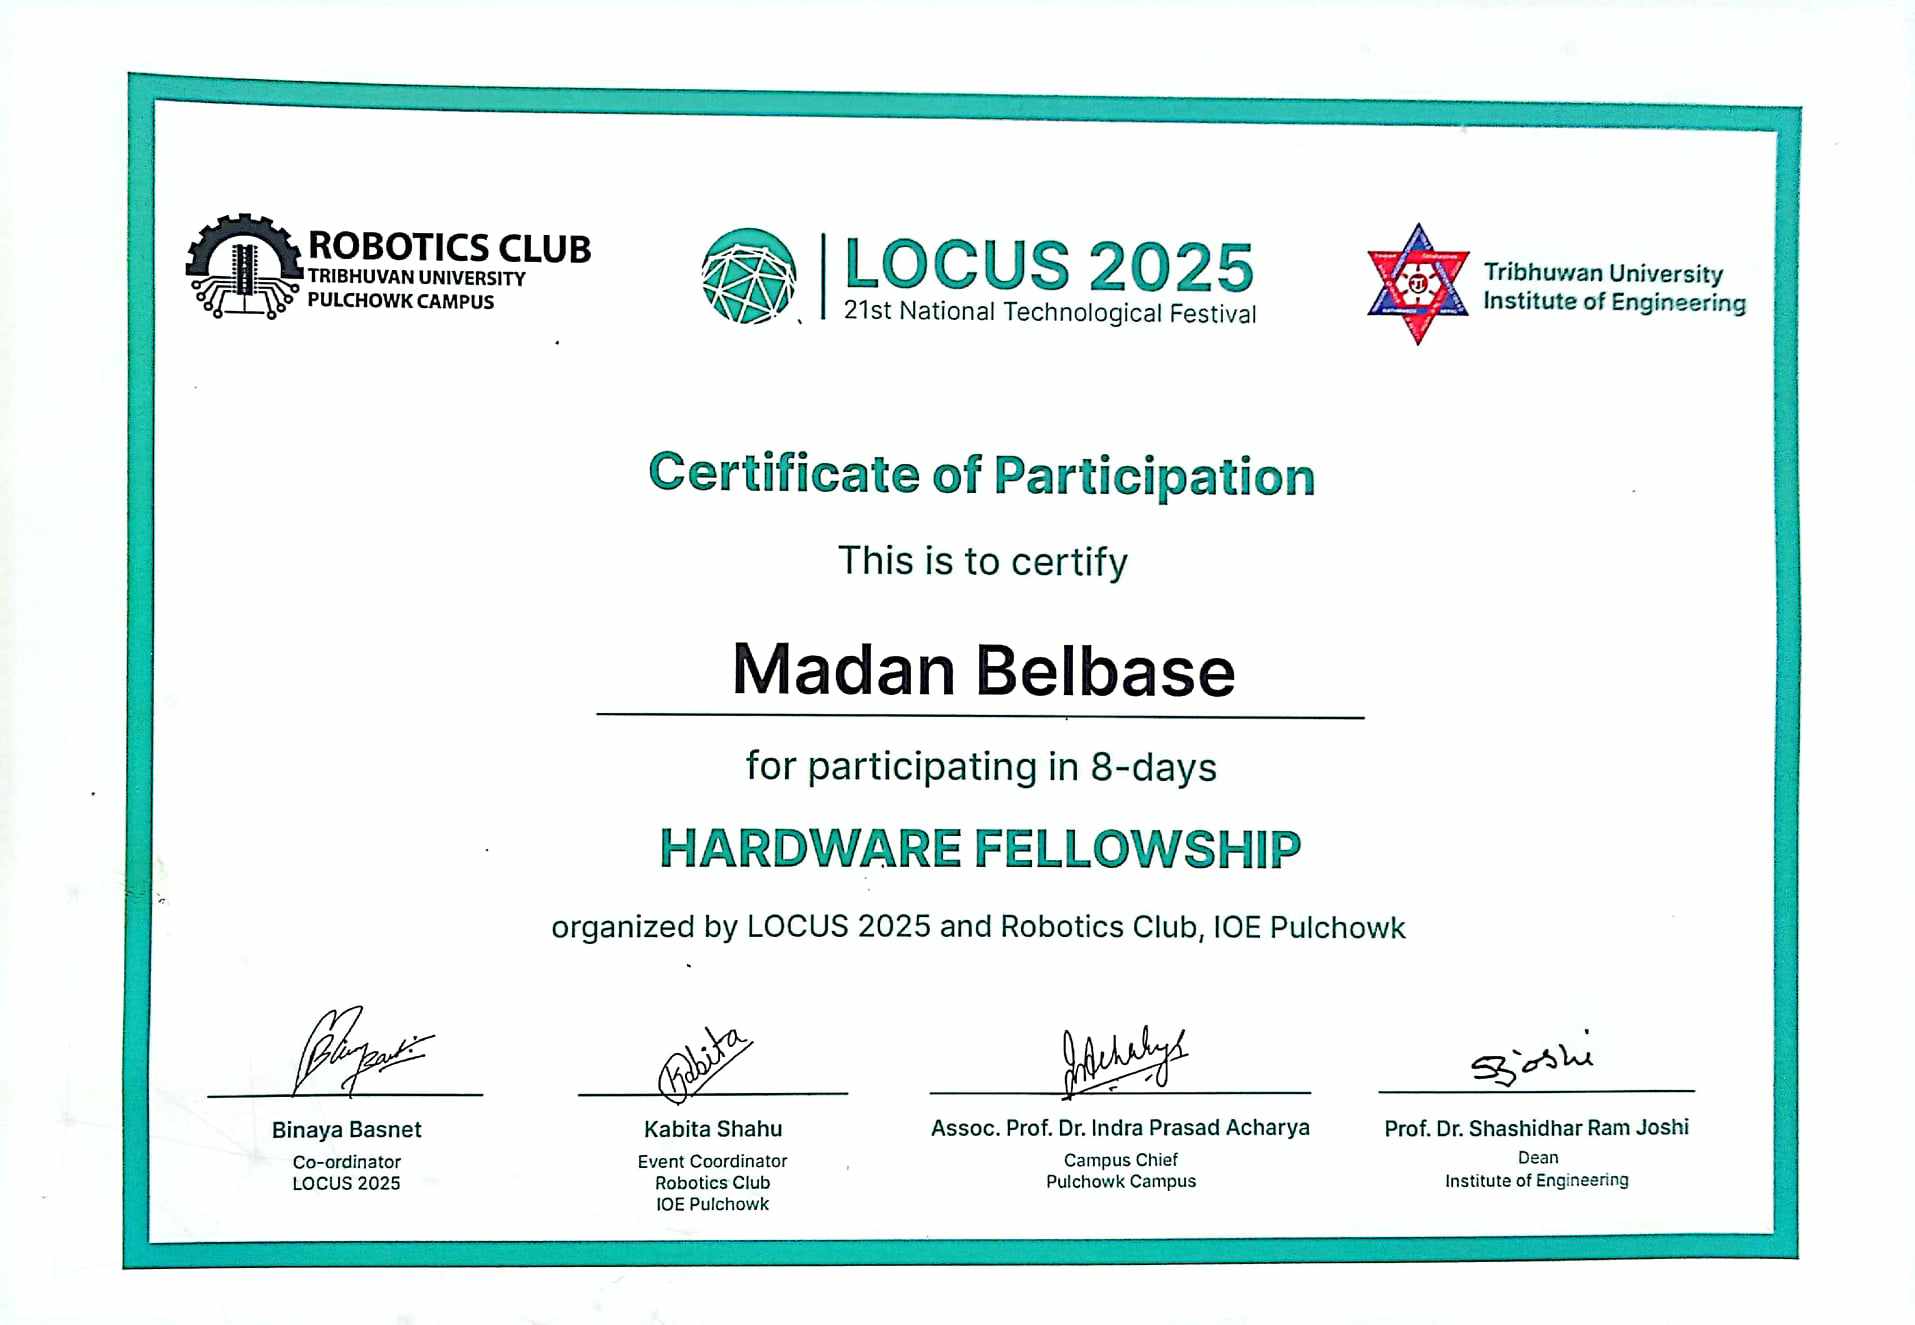 ROBOTICS CLUB
TRIBHUVAN UNIVERSITY
PULCHOWK CAMPUS
LOCUS 2025
21st National Technological Festival
Tribhuwan University
Institute of Engineering
Certificate of Participation
This is to certify
Madan Belbase
for participating in 8-days
HARDWARE FELLOWSHIP
organized by LOCUS 2025 and Robotics Club, IOE Pulchowk
Kabita
Binaya Basnet
Co-ordinator
LOCUS 2025
Kabita Shahu
Event Coordinator
Robotics Club
IOE Pulchowk
Assoc. Prof. Dr. Indra Prasad Acharya
Campus Chief
Pulchowk Campus
Prof. Dr. Shashidhar Ram Joshi
Dean
Institute of Engineering